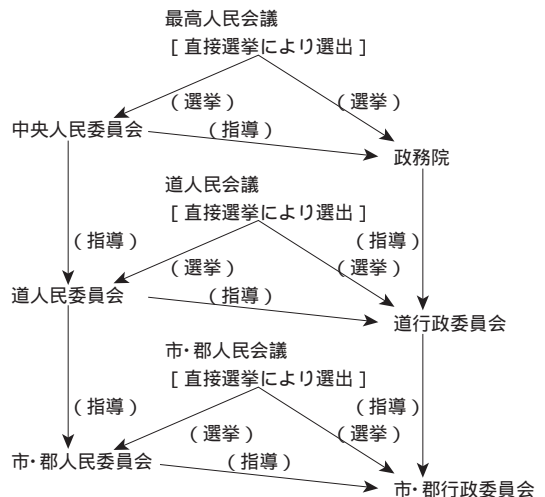 最高人民会議
[ 直接選挙により選出 ]
(選挙)
(選挙)
中央人民委員会
(指導)
政務院
道人民会議
[ 直接選挙により選出 ]
(指導)
(指導)
(選挙)
(選挙)
道人民委員会
(指導)
道行政委員会
市・郡人民会議
[ 直接選挙により選出 ]
(指導)
(指導)
(選挙)
(選挙)
市・郡人民委員会
(指導)
市・郡行政委員会